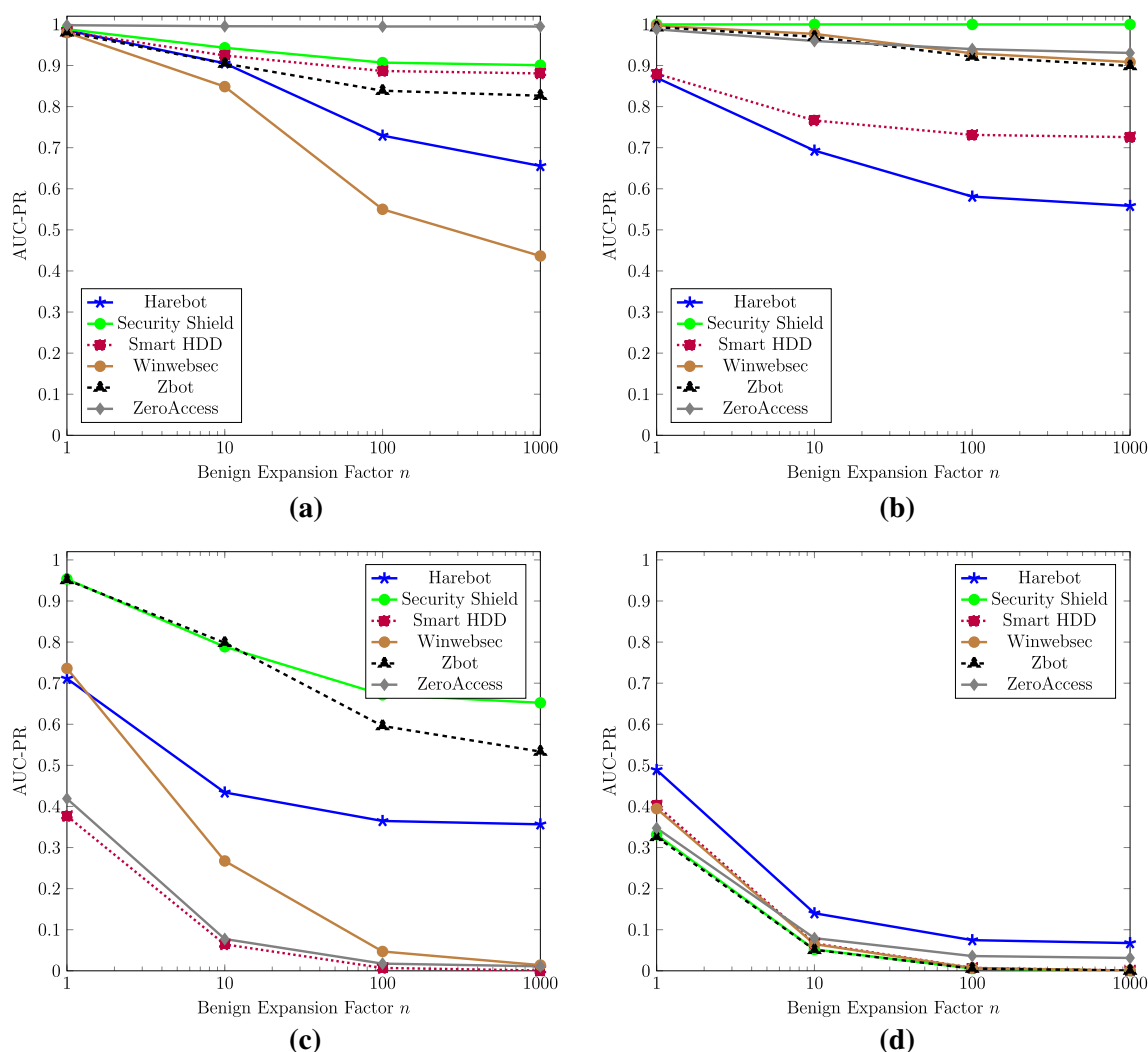 1
0.9
0.8
0.7
0.6
0.5
0.4
0.3
0.2
0.1
0
AUC-PR
Harebot
Security Shield
Smart HDD
Winwebsec
Zbot
ZeroAccess
1 10 100 1000
Benign Expansion Factor n
(a)
1
0.9
0.8
0.7
0.6
0.5
0.4
0.3
0.2
0.1
0
AUC-PR
Harebot
Security Shield
Smart HDD
Winwebsec
Zbot
ZeroAccess
1 10 100 1000
Benign Expansion Factor n
(b)
1
0.9
0.8
0.7
0.6
0.5
0.4
0.3
0.2
0.1
0
AUC-PR
Harebot
Security Shield
Smart HDD
Winwebsec
Zbot
ZeroAccess
1 10 100 1000
Benign Expansion Factor n
(c)
1
0.9
0.8
0.7
0.6
0.5
0.4
0.3
0.2
0.1
0
AUC-PR
Harebot
Security Shield
Smart HDD
Winwebsec
Zbot
ZeroAccess
1 10 100 1000
Benign Expansion Factor n
(d)